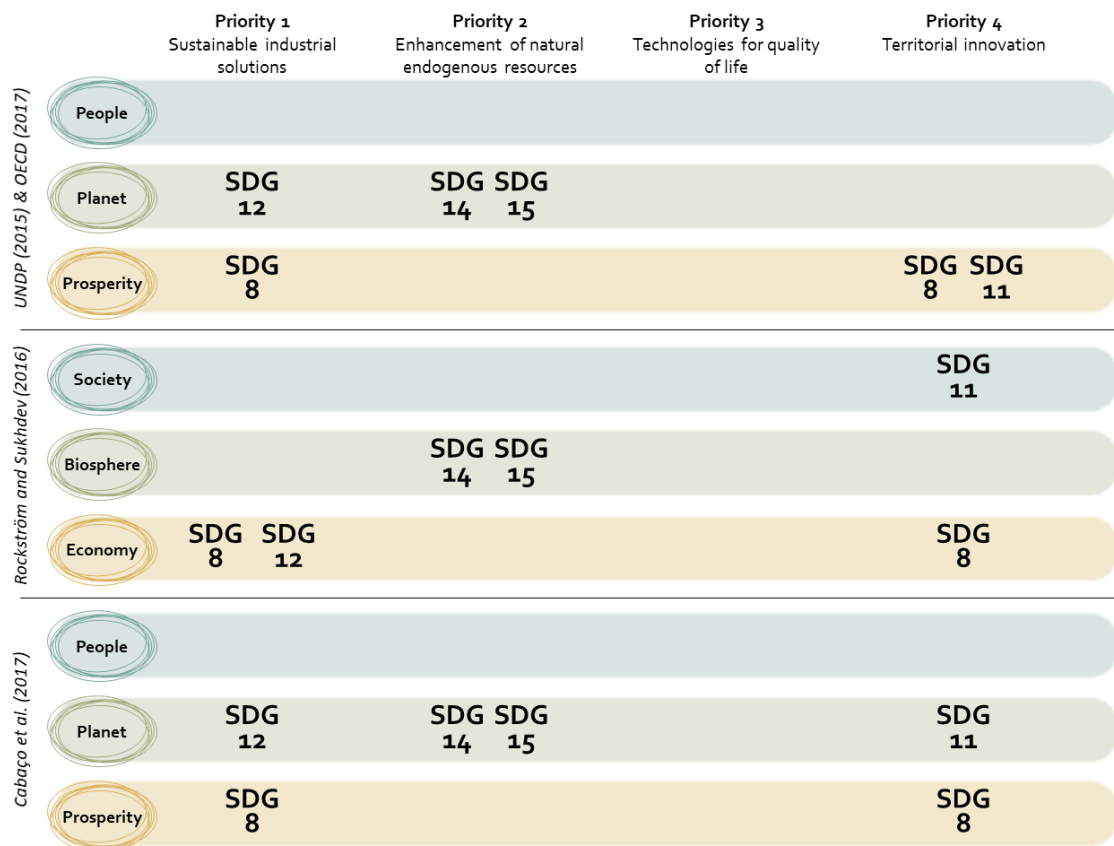 Priority 1
Sustainable industrial
solutions
Priority 2
Enhancement of natural
endogenous resources
Priority 3
Technologies for quality
of life
Priority 4
Territorial innovation
UNDP (2015) & OECD (2017)
People
Planet
SDG
12
SDG
14
SDG
15
Prosperity
SDG
8
SDG
8
SDG
11
Rockström and Sukhdev (2016)
Society
SDG
11
Biosphere
SDG
14
SDG
15
Economy
SDG
8
SDG
12
SDG
8
Cabaço et al. (2017)
People
Planet
SDG
12
SDG
14
SDG
15
SDG
11
Prosperity
SDG
8
SDG
8